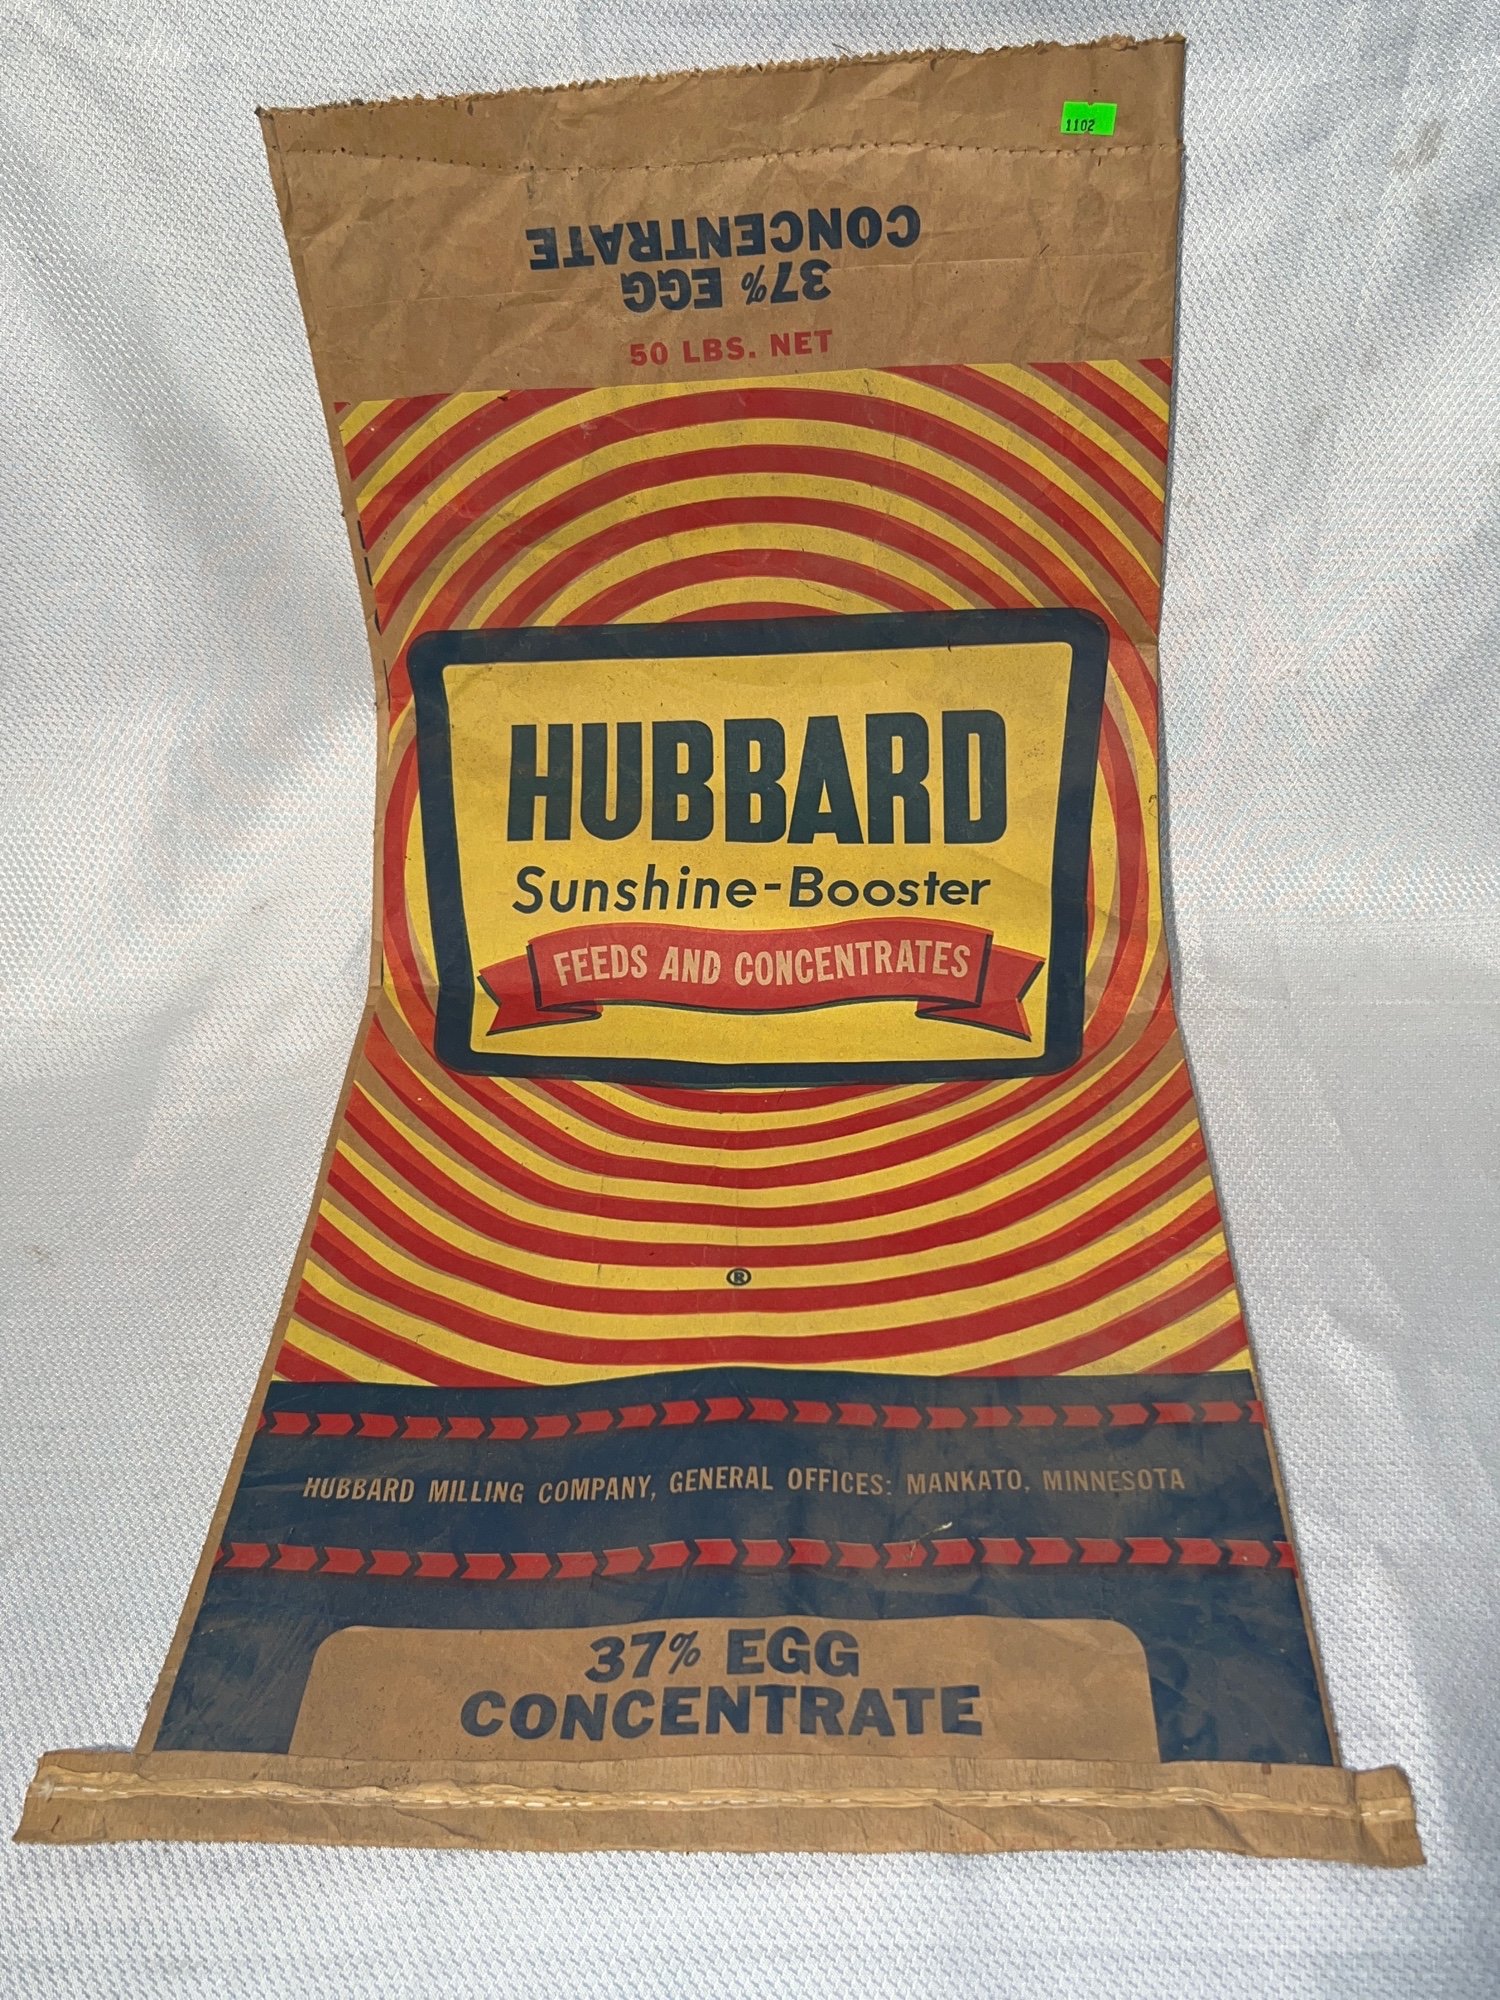 1102
37% EGG
CONCENTRATE
50 LBS. NET
HUBBARD
Sunshine-Booster
FEEDS AND CONCENTRATES
®
HUBBARD MILLING COMPANY, GENERAL OFFICES: MANKATO, MINNESOTA
37% EGG
CONCENTRATE